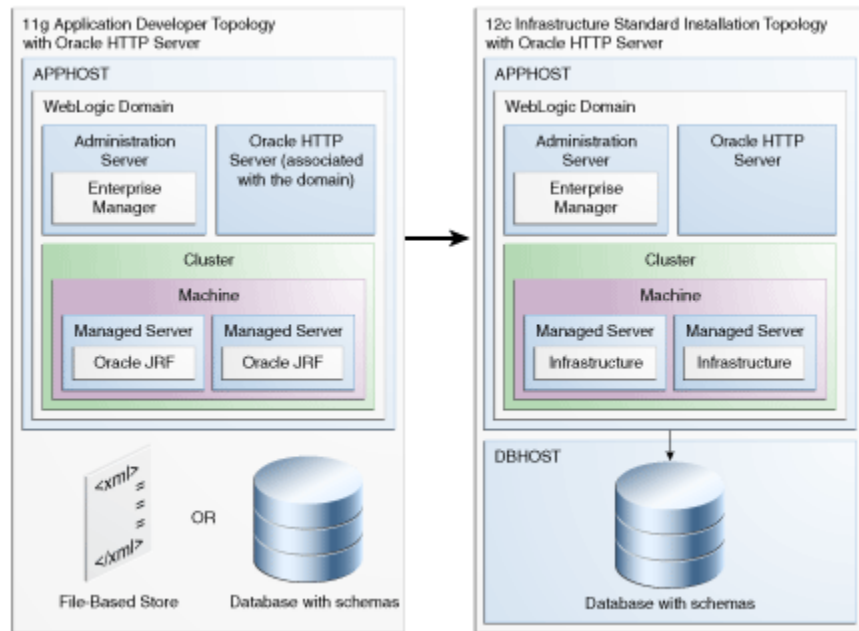 11g Application Developer Topology
with Oracle HTTP Server
APPHOST
WebLogic Domain
Administration
Server
Enterprise
Manager
Oracle HTTP
Server (associated
with the domain)
Cluster
Machine
Managed Server
Oracle JRF
Managed Server
Oracle JRF
<xml>
=
=
=
</xml>
OR
File-Based Store
Database with schemas
12c Infrastructure Standard Installation Topology
with Oracle HTTP Server
APPHOST
WebLogic Domain
Administration
Server
Enterprise
Manager
Oracle HTTP
Server
Cluster
Machine
Managed Server
Infrastructure
Managed Server
Infrastructure
DBHOST
Database with schemas